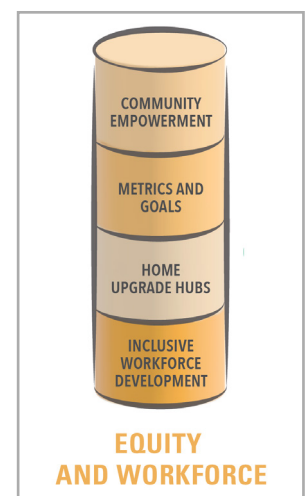 COMMUNITY
EMPOWERMENT
METRICS AND
GOALS
HOME
UPGRADE HUBS
INCLUSIVE
WORKFORCE
DEVELOPMENT
EQUITY
AND WORKFORCE